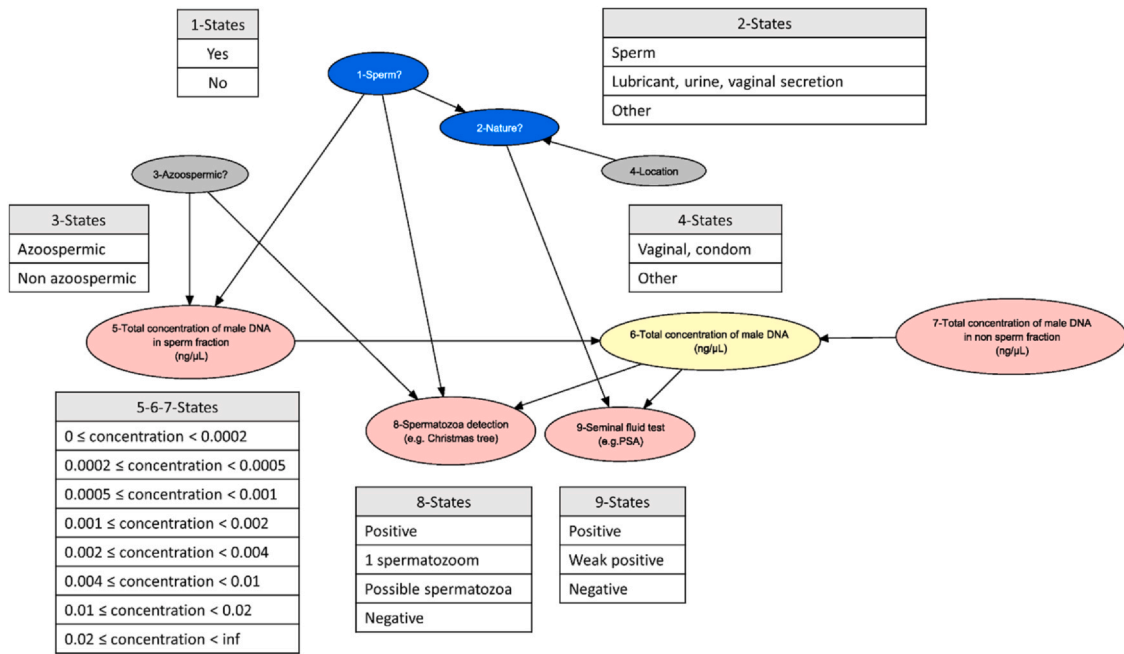 1-States
Yes
No
2-States
Sperm
Lubricant, urine, vaginal secretion
Other
1-Sperm?
2-Nature?
3-Azoospermic?
4-Location
3-States
Azoospermic
Non azoospermic
4-States
Vaginal, condom
Other
5-Total concentration of male DNA
in sperm fraction
(ng/µL)
6-Total concentration of male DNA
(ng/µL)
7-Total concentration of male DNA
in non sperm fraction
(ng/µL)
5-6-7-States
0 ≤ concentration < 0.0002
0.0002 ≤ concentration < 0.0005
0.0005 ≤ concentration < 0.001
0.001 ≤ concentration < 0.002
0.002 ≤ concentration < 0.004
0.004 ≤ concentration < 0.01
0.01 ≤ concentration < 0.02
0.02 ≤ concentration < inf
8-Spermatozoa detection
(e.g. Christmas tree)
9-Seminal fluid test
(e.g.PSA)
8-States
Positive
1 spermatozoom
Possible spermatozoa
Negative
9-States
Positive
Weak positive
Negative